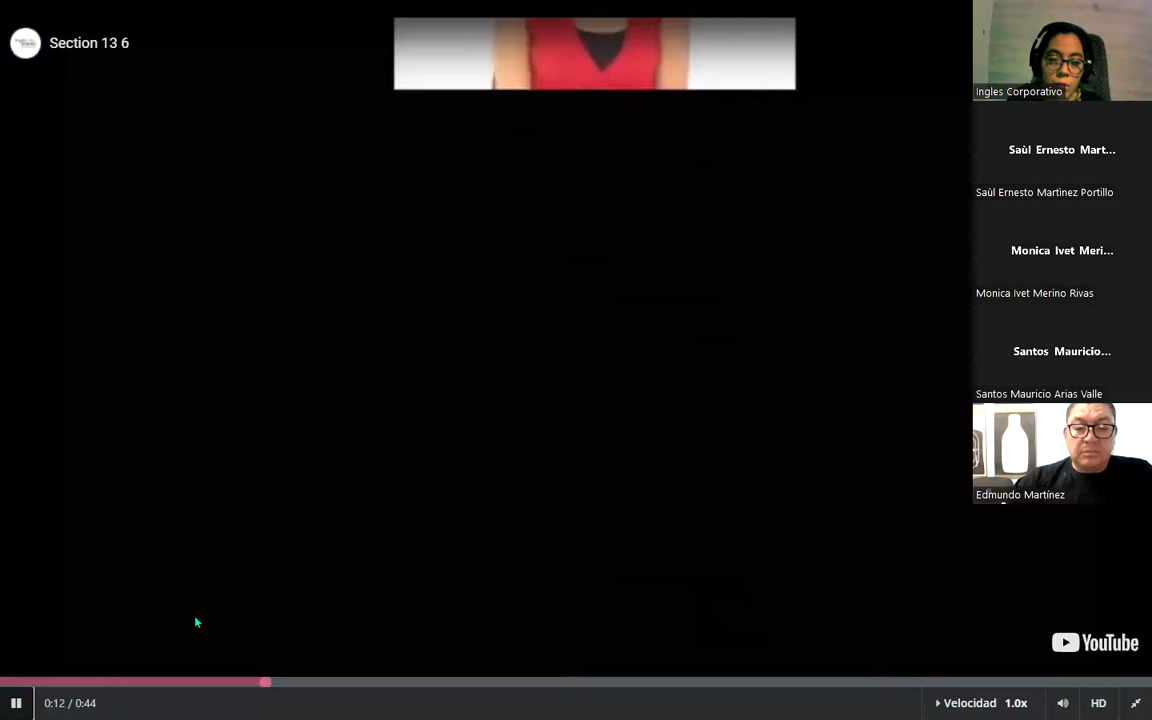 Section 13 6
Ingles Corporativo
Saùl Ernesto Mart...
Saùl Ernesto Martìnez Portillo
Monica Ivet Meri...
Monica Ivet Merino Rivas
Santos Mauricio...
Santos Mauricio Arias Valle
Edmundo Martínez
YouTube
0:12 / 0:44
Velocidad 1.0x
HD